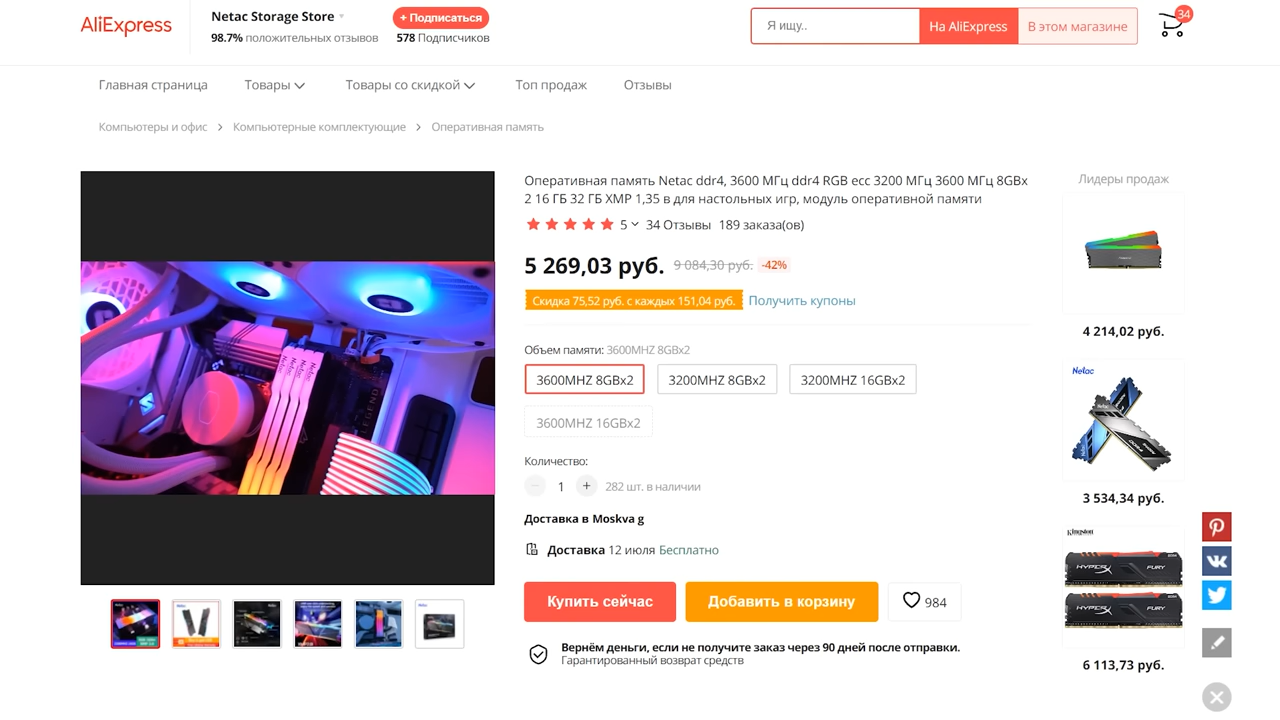 AliExpress
Netac Storage Store
98.7% положительных отзывов
+ Подписаться
578 Подписчиков
Я ищу..
На AliExpress
В этом магазине
34
Главная страница
Товары
Товары со скидкой
Топ продаж
Отзывы
Компьютеры и офис > Компьютерные комплектующие > Оперативная память
Оперативная память Netac ddr4, 3600 МГц ddr4 RGB ecc 3200 МГц 3600 МГц 8GBx
2 16 ГБ 32 ГБ XMP 1,35 в для настольных игр, модуль оперативной памяти
5 34 Отзывы 189 заказа(ов)
5 269,03 руб. 9 084,30 руб. -42%
Скидка 75,52 руб. с каждых 151,04 руб. Получить купоны
Объем памяти: 3600MHZ 8GBx2
3600MHZ 8GBx2
3200MHZ 8GBx2
3200MHZ 16GBx2
3600MHZ 16GBx2
Количество:
− 1 + 282 шт. в наличии
Доставка в Moskva g
Доставка 12 июля Бесплатно
Купить сейчас
Добавить в корзину
984
Вернём деньги, если не получите заказ через 90 дней после отправки.
Гарантированный возврат средств
Лидеры продаж
4 214,02 руб.
Netac
3 534,34 руб.
Kingston
HYPERX FURY
HYPERX FURY
6 113,73 руб.